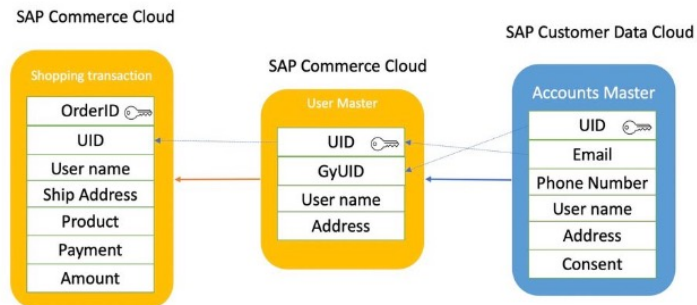 SAP Commerce Cloud
Shopping transaction
OrderID
UID
User name
Ship Address
Product
Payment
Amount
SAP Commerce Cloud
User Master
UID
GyUID
User name
Address
SAP Customer Data Cloud
Accounts Master
UID
Email
Phone Number
User name
Address
Consent